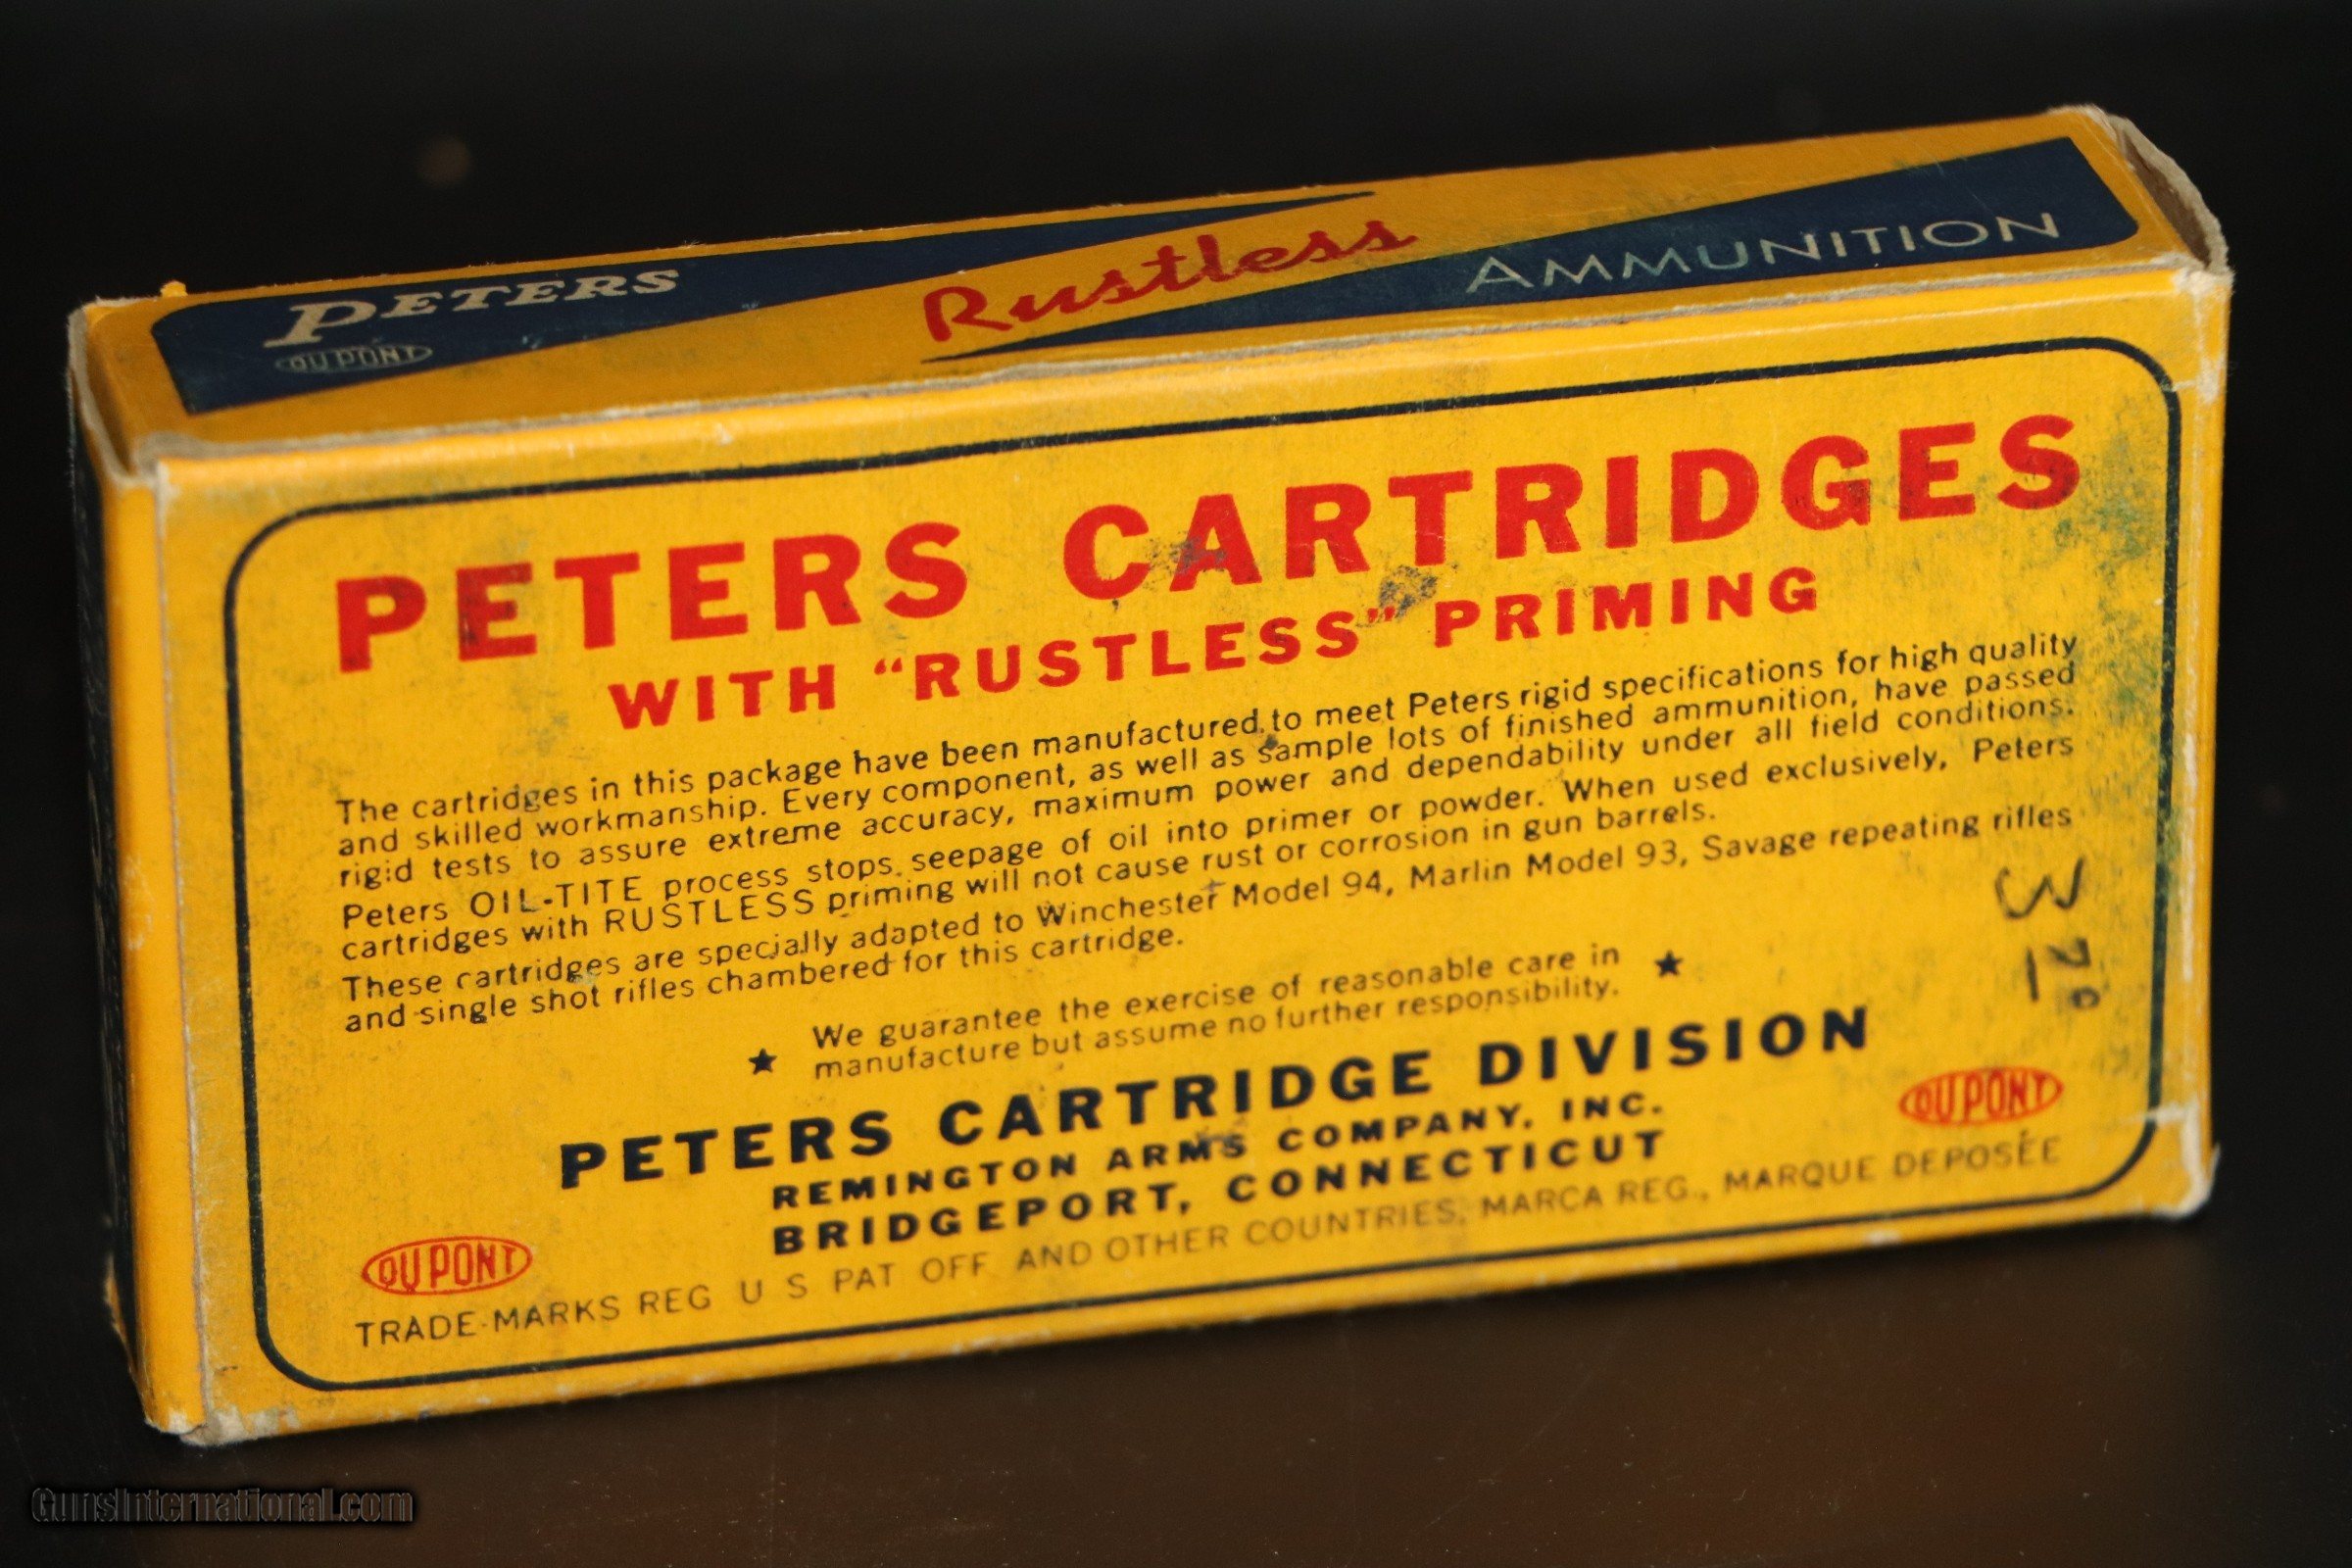 PETERS
DU PONT
Rustless
AMMUNITION
PETERS CARTRIDGES
WITH "RUSTLESS" PRIMING
The cartridges in this package have been manufactured to meet Peters rigid specifications for high quality
and skilled workmanship. Every component, as well as sample lots of finished ammunition, have passed
rigid tests to assure extreme accuracy, maximum power and dependability under all field conditions.
Peters OIL-TITE process stops seepage of oil into primer or powder. When used exclusively, Peters
cartridges with RUSTLESS priming will not cause rust or corrosion in gun barrels.
These cartridges are specially adapted to Winchester Model 94, Marlin Model 93, Savage repeating rifles
and single shot rifles chambered for this cartridge.
★ We guarantee the exercise of reasonable care in ★
manufacture but assume no further responsibility.
PETERS CARTRIDGE DIVISION
REMINGTON ARMS COMPANY, INC.
BRIDGEPORT, CONNECTICUT
DU PONT
DU PONT
TRADE-MARKS REG U S PAT OFF AND OTHER COUNTRIES, MARCA REG., MARQUE DEPOSÉE
GunsInternational.com